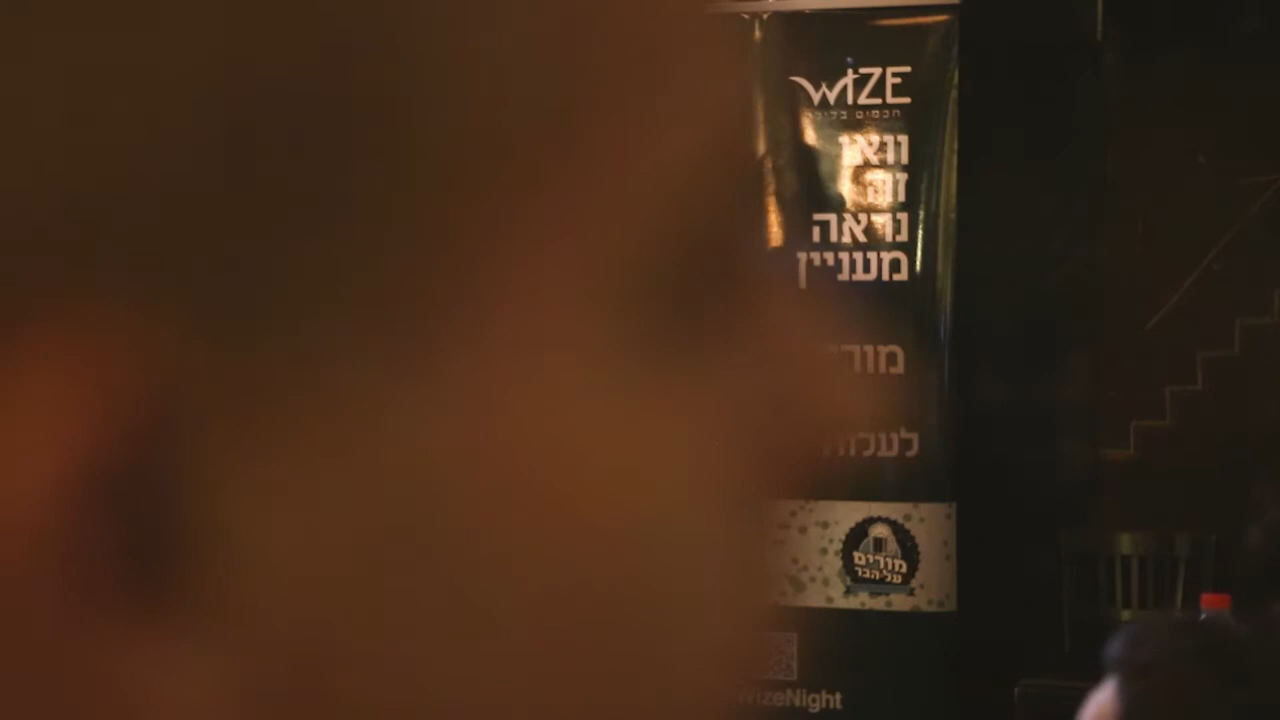 wiZE
חכמים בלילה
וואו
זה
נראה
מעניין
מורים
על-הבר
WizeNight